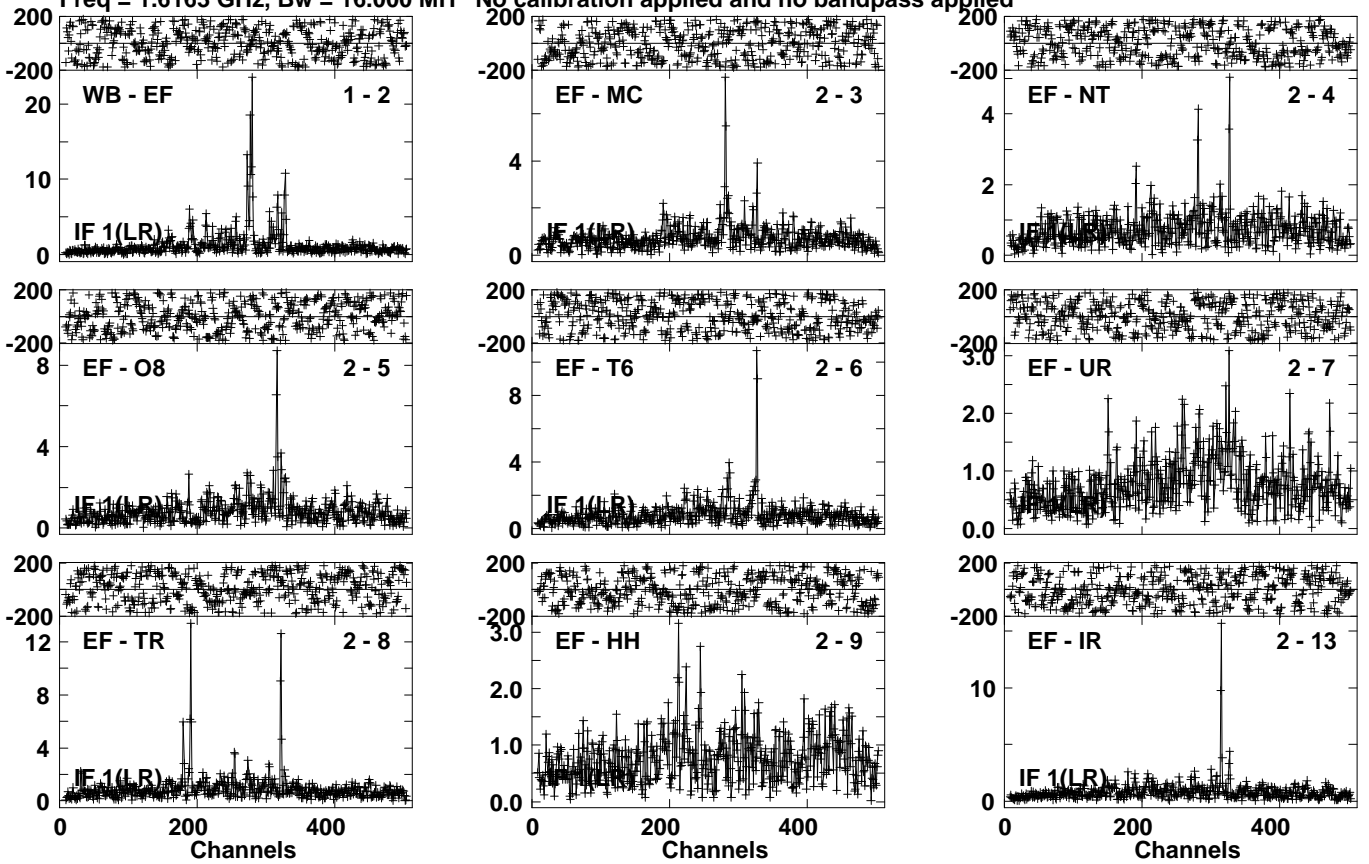 Freq = 1.6163 GHz, Bw = 16.000 MH No calibration applied and no bandpass applied
200 200 200
-200 -200 -200
WB - EF 1 - 2 EF - MC 2 - 3 EF - NT 2 - 4
20 4
4
10 2
IF 1(LR) IF 1(LR) IF 1(LR)
0 0 0
200 200 200
-200 -200 -200
EF - O8 2 - 5 EF - T6 2 - 6 EF - UR 2 - 7
8 3.0
8
2.0
4 4 1.0
IF 1(LR) IF 1(LR)
0 0 0.0
200 200 200
-200 -200 -200
EF - TR 2 - 8 EF - HH 2 - 9 EF - IR 2 - 13
12 3.0
8 2.0 10
4 1.0
IF 1(LR) IF 1(LR) IF 1(LR)
0 0.0 0
0 200 400 0 200 400 0 200 400
Channels Channels Channels